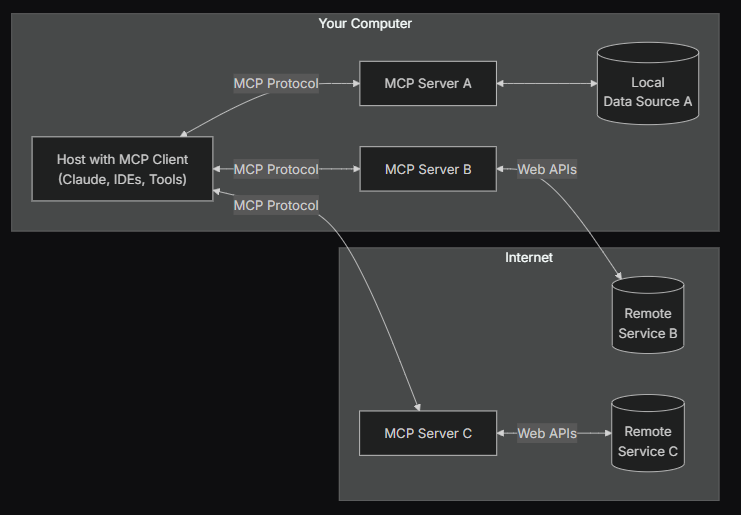 Your Computer
MCP Protocol
MCP Server A
Local
Data Source A
Host with MCP Client
(Claude, IDEs, Tools)
MCP Protocol
MCP Server B
Web APIs
MCP Protocol
Internet
Remote
Service B
MCP Server C
Web APIs
Remote
Service C